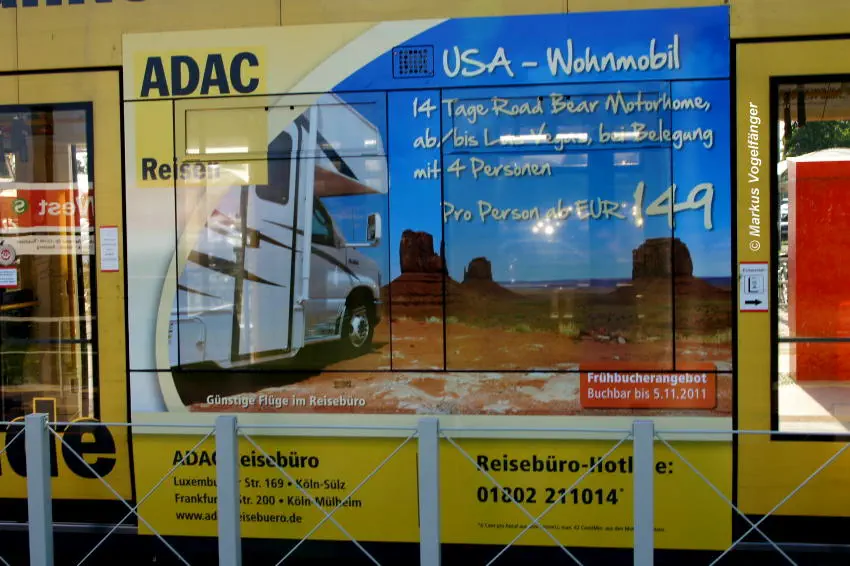 ADAC
Reisen
USA – Wohnmobil
14 Tage Road Bear Motorhome,
ab/bis Las Vegas, bei Belegung
mit 4 Personen
Pro Person ab EUR 149
© Markus Vogelfänger
West
S
Günstige Flüge im Reisebüro
Frühbucherangebot
Buchbar bis 5.11.2011
de
ADAC Reisebüro
Luxemburger Str. 169 • Köln-Sülz
Frankfurter Str. 200 • Köln-Mülheim
www.adac-reisebuero.de
Reisebüro-Hotline:
01802 211014*